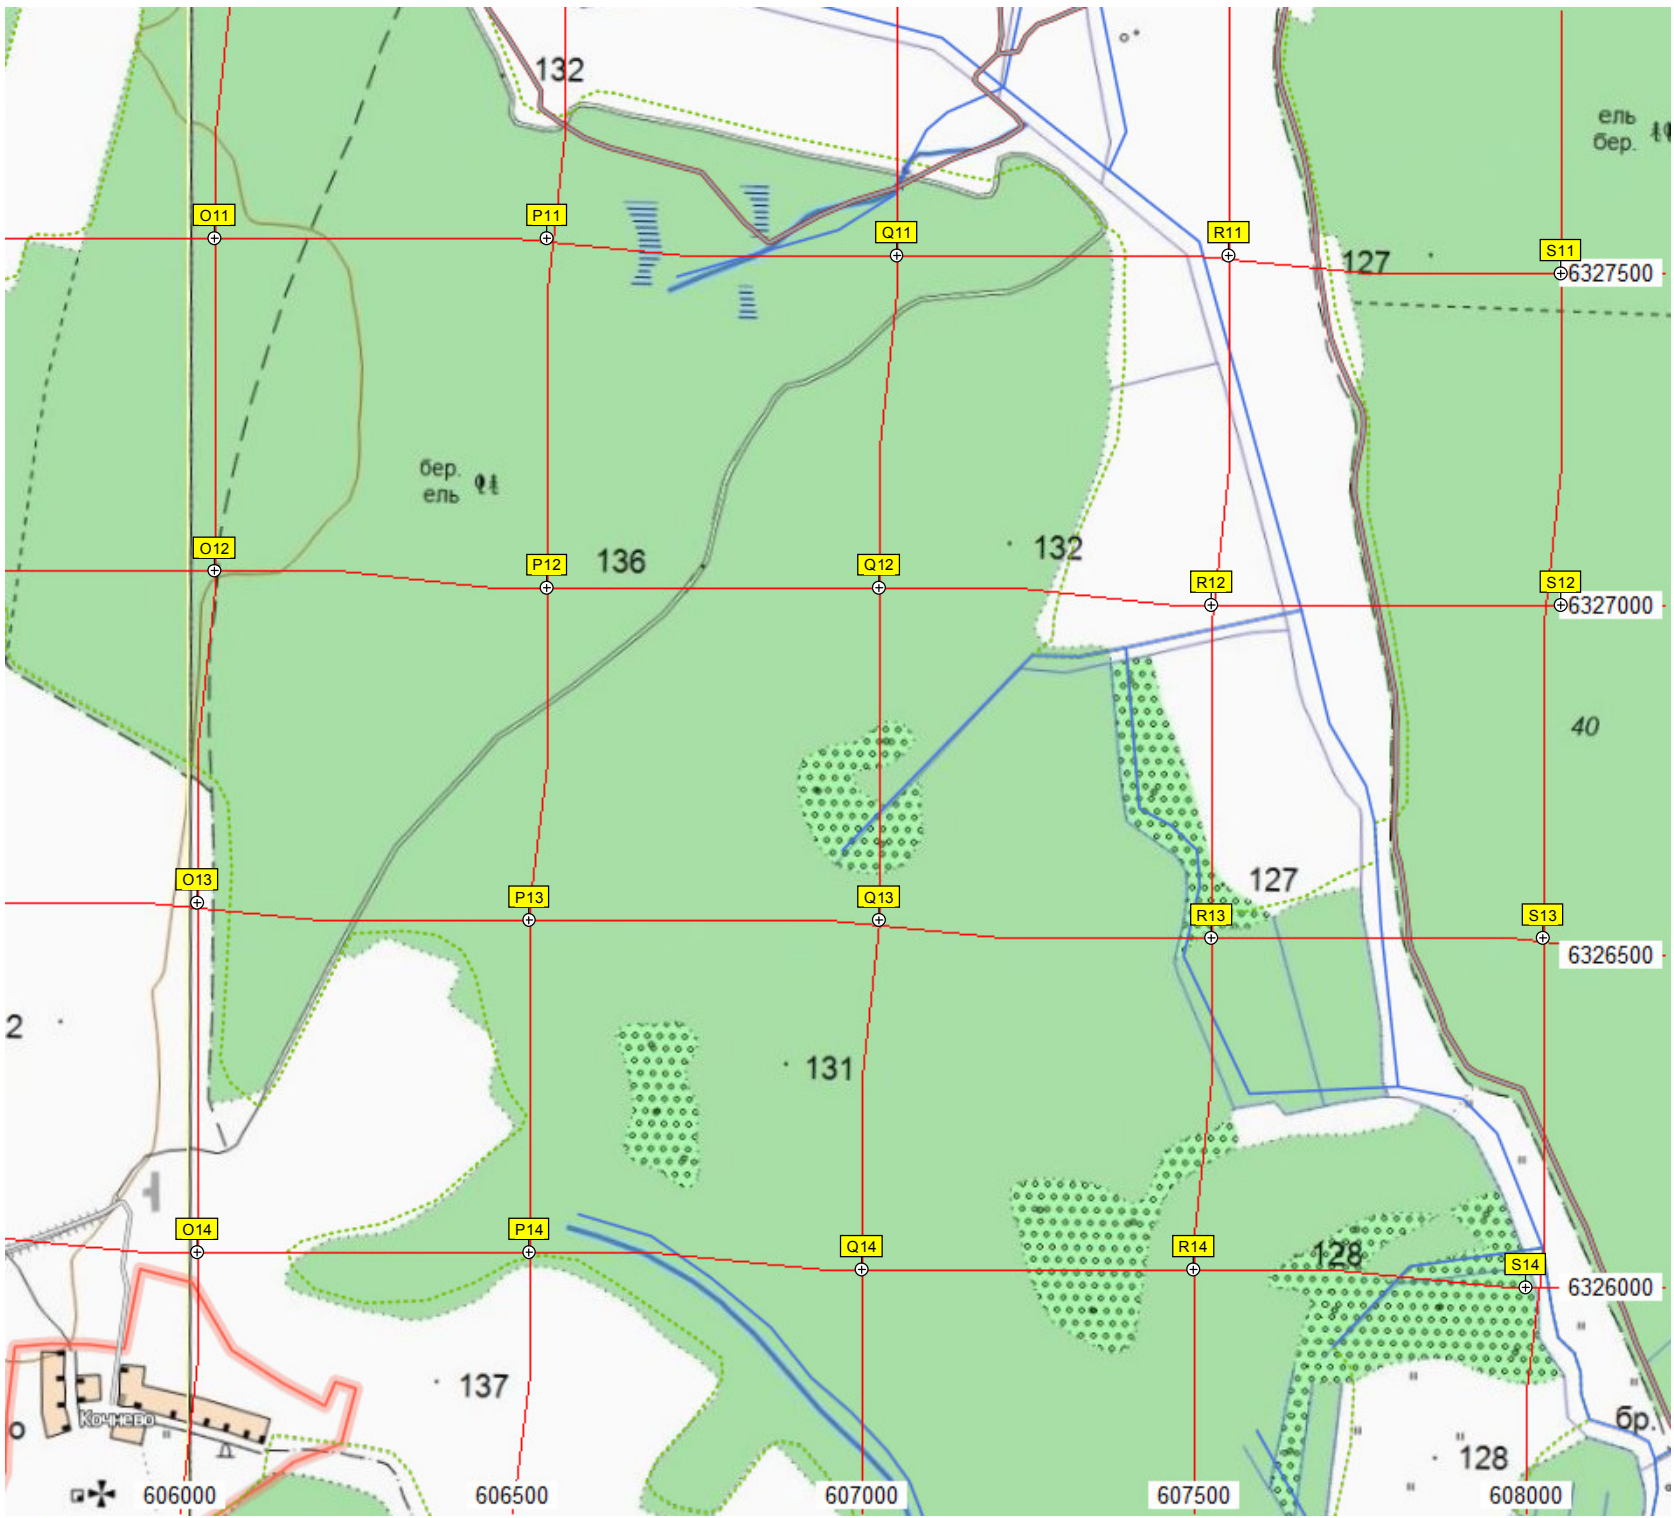 132
ель
бер.
O11
P11
Q11
R11
S11
127
6327500
бер.
ель
O12
P12
Q12
R12
S12
136
132
6327000
40
O13
P13
Q13
R13
S13
127
6326500
2
131
O14
P14
Q14
R14
S14
128
6326000
137
Кочнево
о
бр.
128
606000
606500
607000
607500
608000